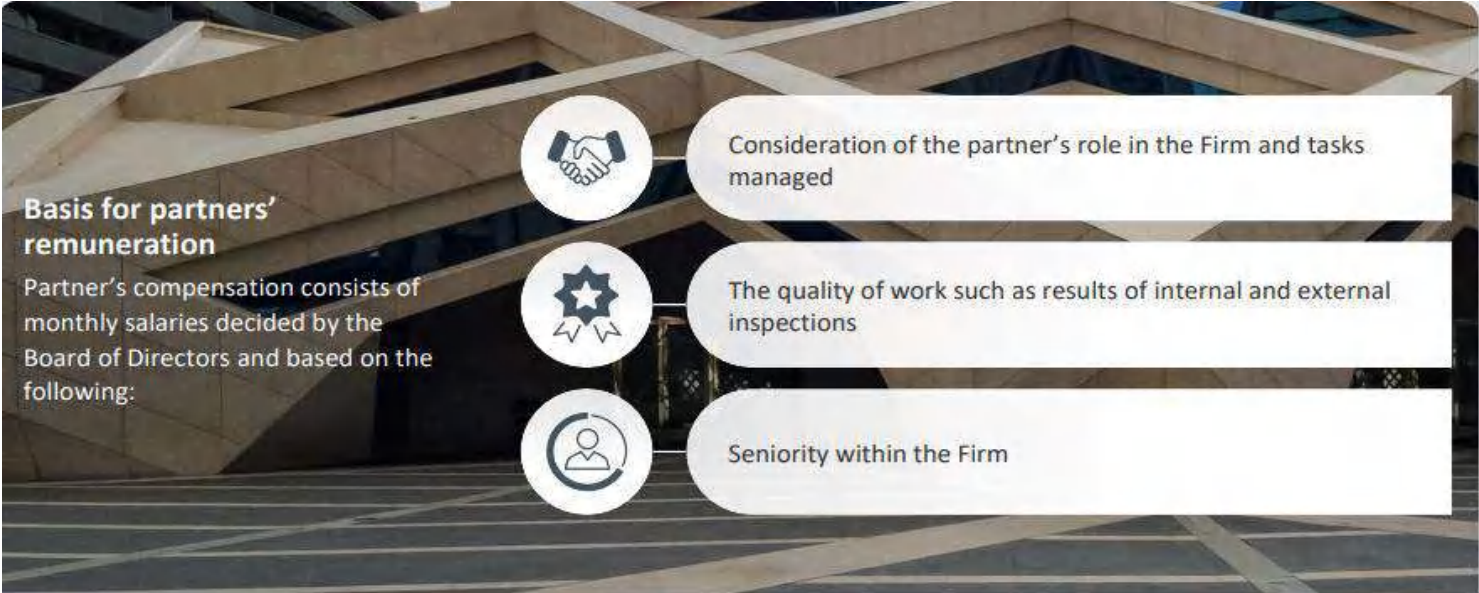 Basis for partners’
remuneration
Partner’s compensation consists of
monthly salaries decided by the
Board of Directors and based on the
following:
Consideration of the partner’s role in the Firm and tasks
managed
The quality of work such as results of internal and external
inspections
Seniority within the Firm